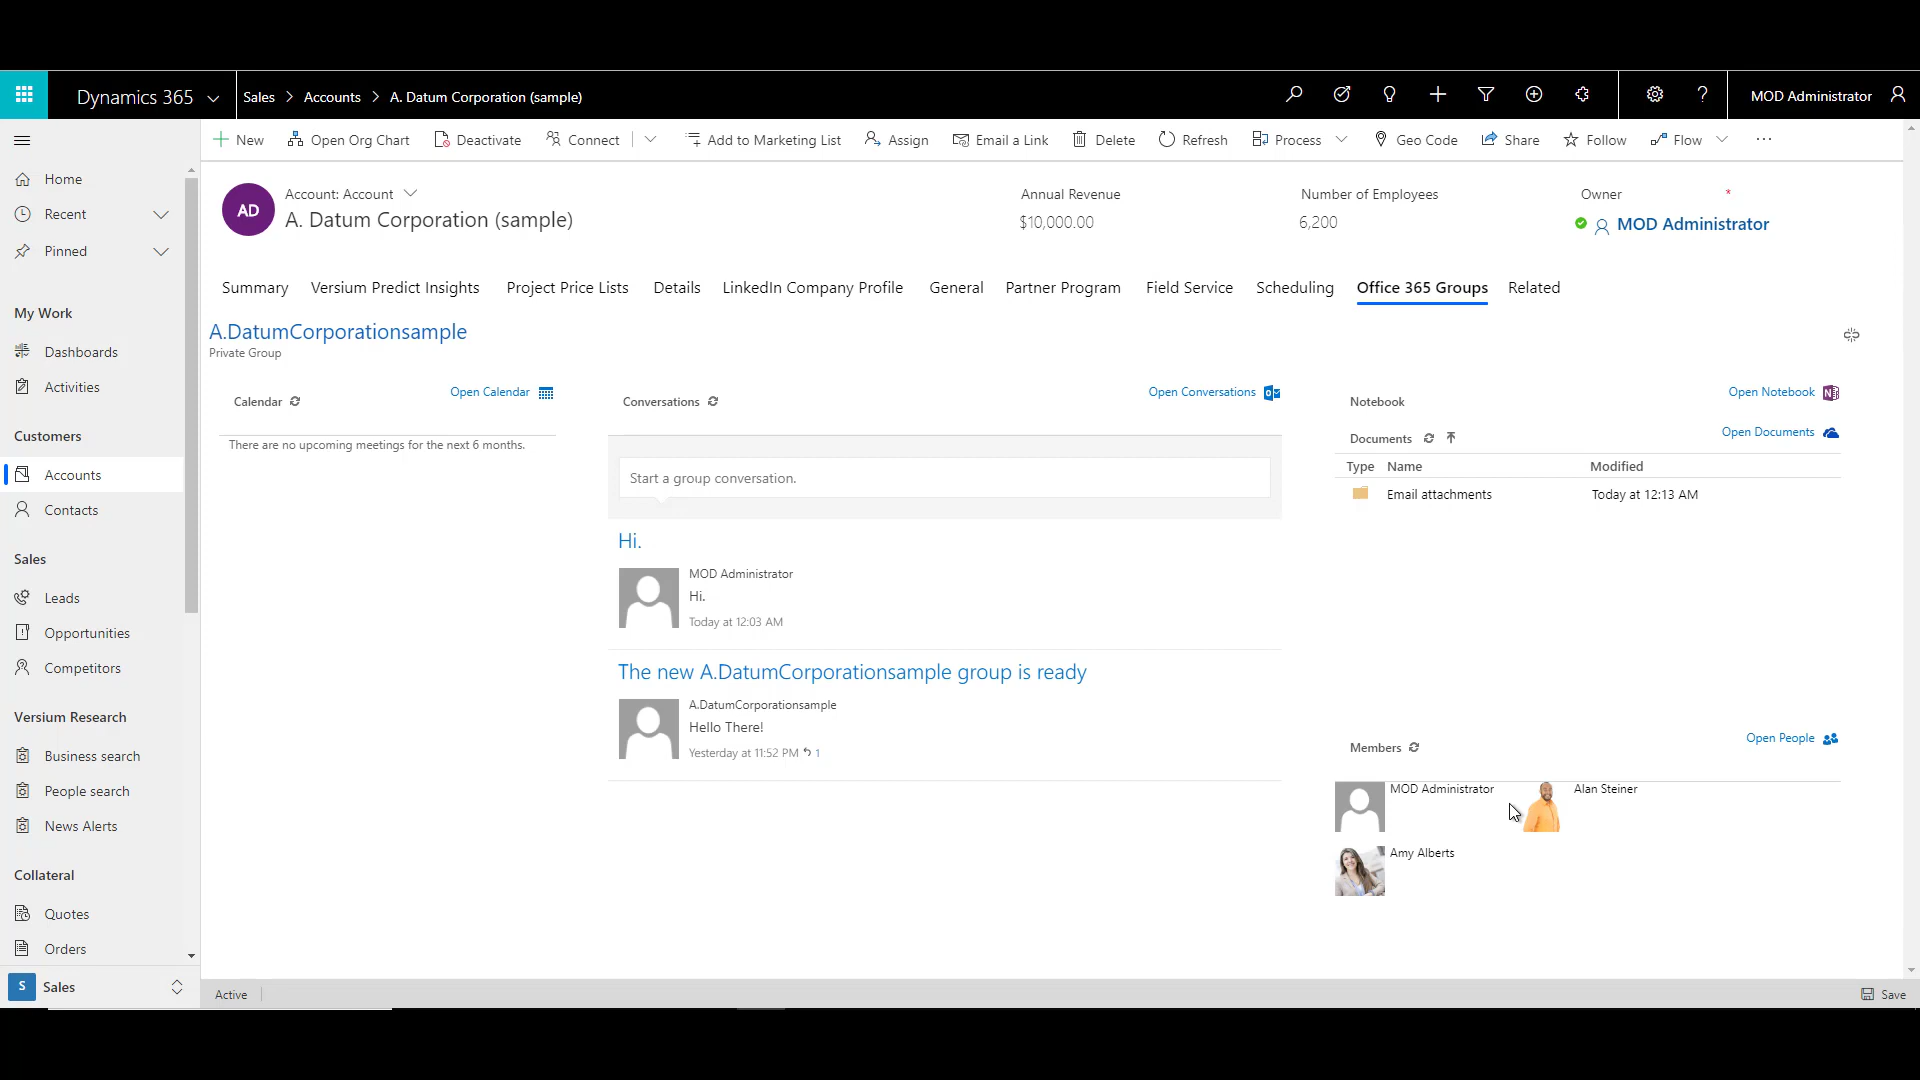 Dynamics 365
Sales > Accounts > A. Datum Corporation (sample)
MOD Administrator
New
Open Org Chart
Deactivate
Connect
Add to Marketing List
Assign
Email a Link
Delete
Refresh
Process
Geo Code
Share
Follow
Flow
Home
Recent
Pinned
My Work
Dashboards
Activities
Customers
Accounts
Contacts
Sales
Leads
Opportunities
Competitors
Versium Research
Business search
People search
News Alerts
Collateral
Quotes
Orders
S Sales
AD
Account: Account
A. Datum Corporation (sample)
Annual Revenue
$10,000.00
Number of Employees
6,200
Owner *
MOD Administrator
Summary
Versium Predict Insights
Project Price Lists
Details
LinkedIn Company Profile
General
Partner Program
Field Service
Scheduling
Office 365 Groups
Related
A.DatumCorporationsample
Private Group
Calendar
Open Calendar
There are no upcoming meetings for the next 6 months.
Conversations
Open Conversations
Start a group conversation.
Hi.
MOD Administrator
Hi.
Today at 12:03 AM
The new A.DatumCorporationsample group is ready
A.DatumCorporationsample
Hello There!
Yesterday at 11:52 PM 1
Notebook
Open Notebook
Documents
Open Documents
Type Name Modified
Email attachments Today at 12:13 AM
Members
Open People
MOD Administrator
Alan Steiner
Amy Alberts
Active
Save